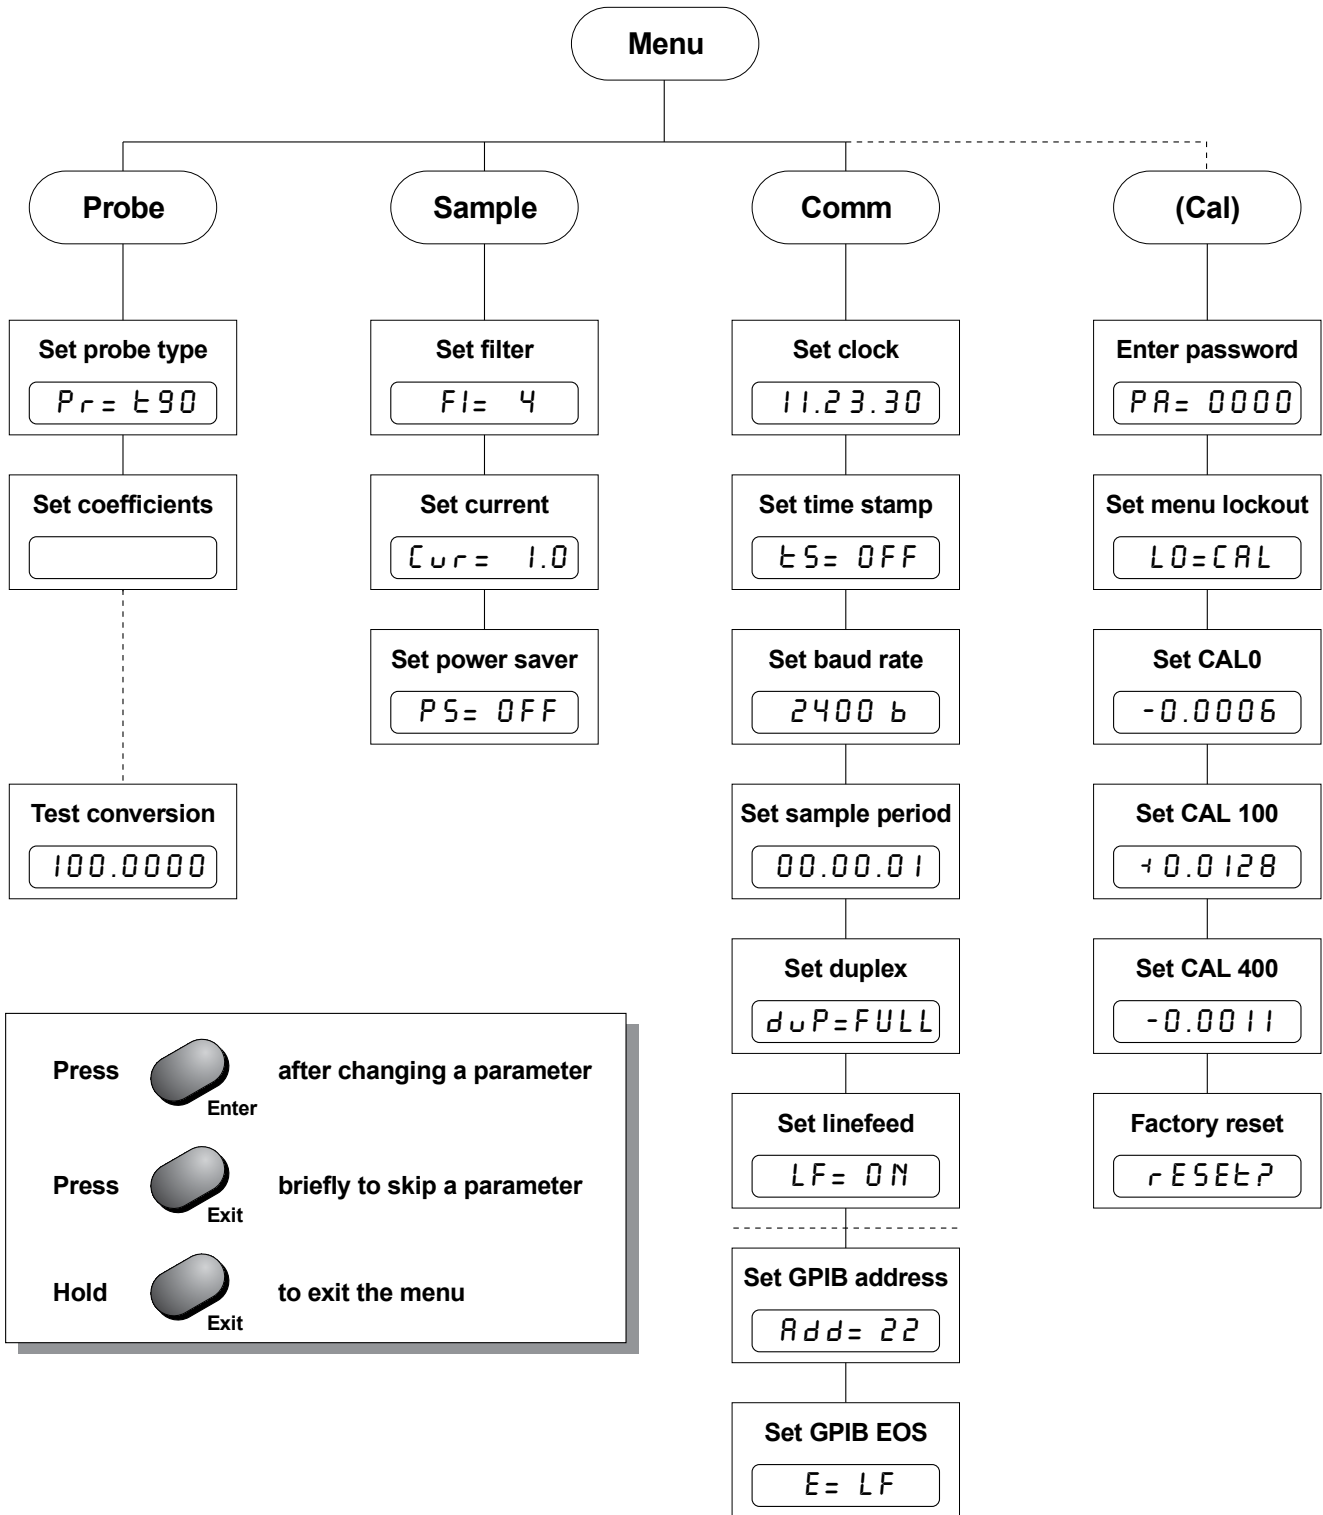 Menu
Probe
Set probe type
Pr= t90
Set coefficients
Test conversion
100.0000
Sample
Set filter
FI= 4
Set current
Cur= 1.0
Set power saver
PS= OFF
Comm
Set clock
11.23.30
Set time stamp
tS= OFF
Set baud rate
2400 b
Set sample period
00.00.01
Set duplex
duP=FULL
Set linefeed
LF= ON
Set GPIB address
Add= 22
Set GPIB EOS
E= LF
(Cal)
Enter password
PA= 0000
Set menu lockout
LO=CAL
Set CAL0
-0.0006
Set CAL 100
+0.0128
Set CAL 400
-0.0011
Factory reset
rESEt?
Press Enter after changing a parameter
Press Exit briefly to skip a parameter
Hold Exit to exit the menu